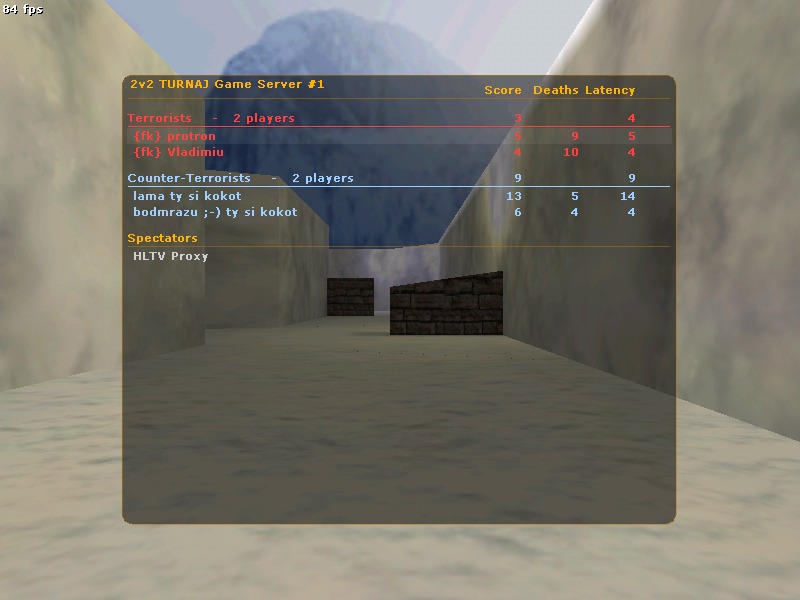 84 fps
2v2 TURNAJ Game Server #1 Score Deaths Latency
Terrorists - 2 players 3 4
{fk} protron 5 9 5
{fk} Vladimiu 4 10 4
Counter-Terrorists - 2 players 9 9
lama ty si kokot 13 5 14
bodmrazu ;-) ty si kokot 6 4 4
Spectators
HLTV Proxy